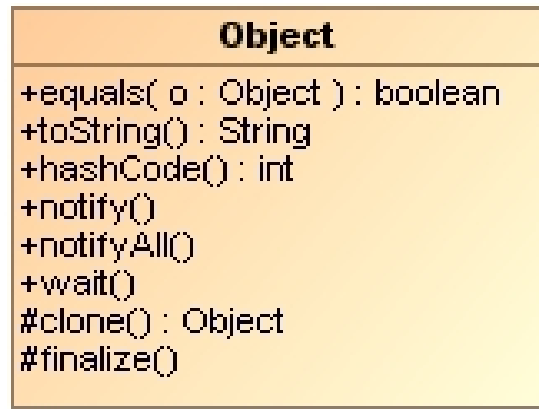 Object
+equals( o : Object ) : boolean
+toString() : String
+hashCode() : int
+notify()
+notifyAll()
+wait()
#clone() : Object
#finalize()